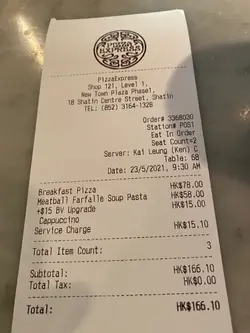 PIZZA
EXPRESS
PizzaExpress
Shop 121, Level 1,
New Town Plaza Phase1,
18 Shatin Centre Street, Shatin
TEL: (852) 3164-1328
Order# 3368030
Station# POS1
Eat In Order
Seat Count=2
Server: Kai Leung (Ken) C
Table: 6B
Date: 23/5/2021, 9:30 AM
Breakfast Pizza HK$78.00
Meatball Farfalle Soup Pasta HK$58.00
+$15 BV Upgrade HK$15.00
Cappuccino
Service Charge HK$15.10
Total Item Count: 3
Subtotal: HK$166.10
Total Tax: HK$0.00
Total: HK$166.10